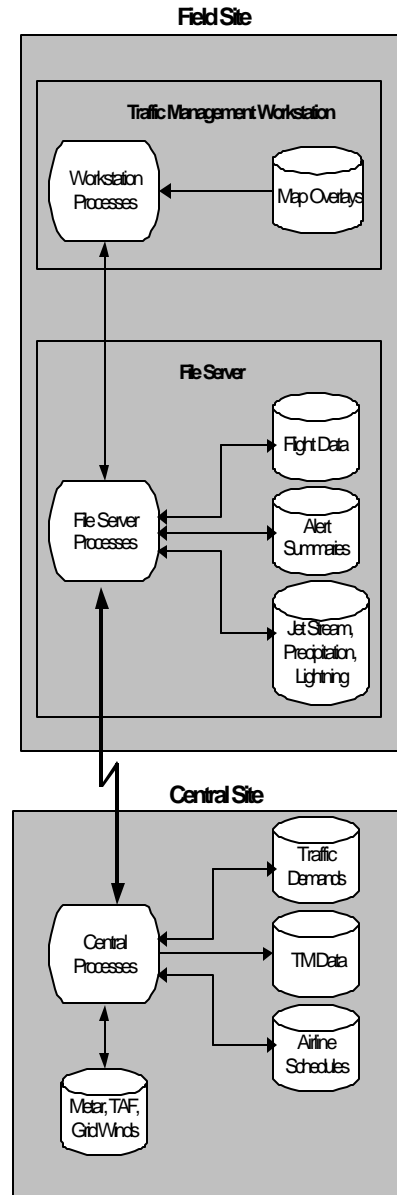 Field Site
Traffic Management Workstation
Workstation
Processes
Map Overlays
File Server
Flight Data
File Server
Processes
Alert
Summaries
Jet Stream,
Precipitation,
Lightning
Central Site
Traffic
Demands
Central
Processes
TM Data
Airline
Schedules
Metar, TAF,
Grid Winds